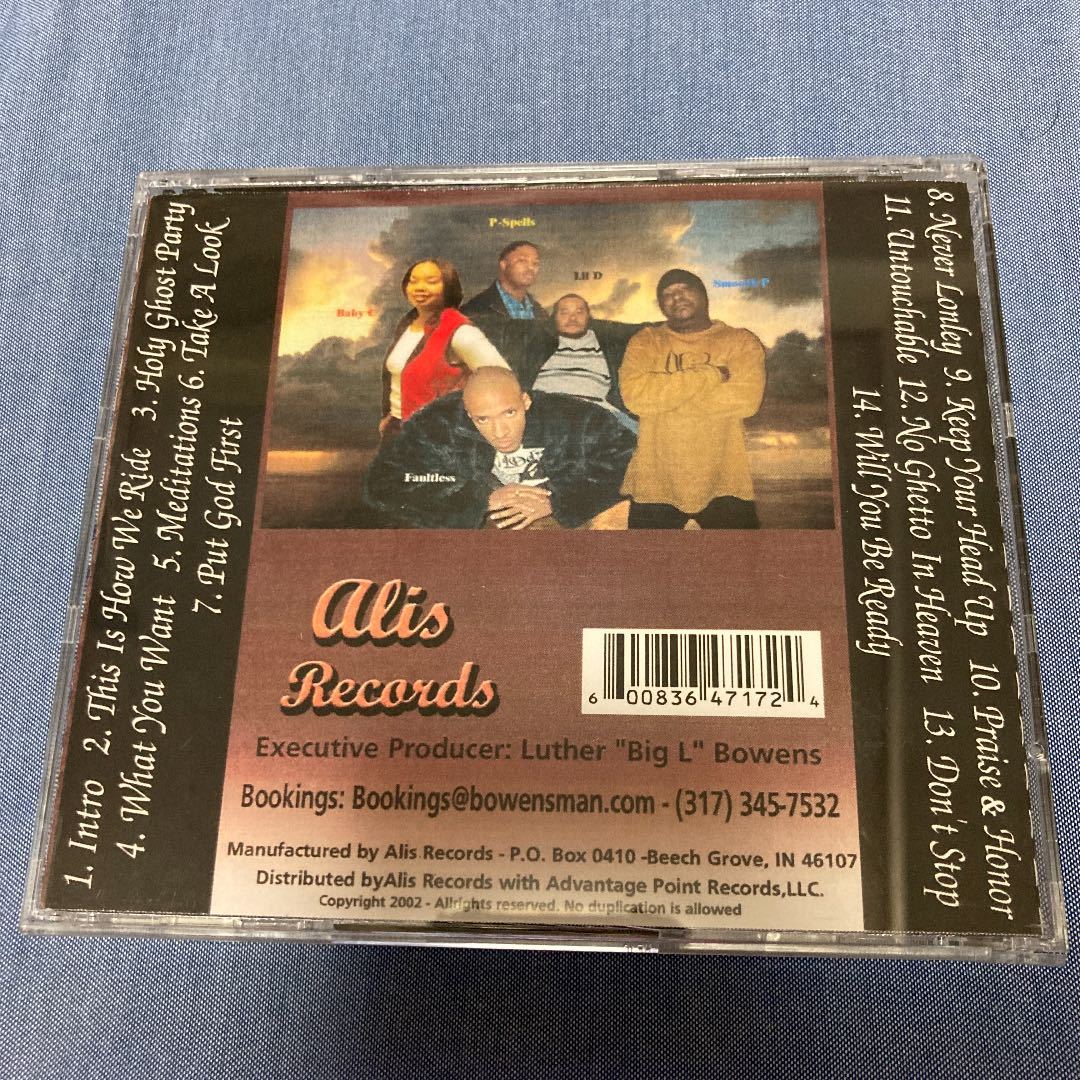 1. Intro 2. This Is How We Ride 3. Holy Ghost Party
4. What You Want 5. Meditations 6. Take A Look
7. Put God First
P-Spells
Lil D
Smooth P
Baby C
Faultless
Alis
Records
6 00836 47172 4
Executive Producer: Luther "Big L" Bowens
Bookings: Bookings@bowensman.com - (317) 345-7532
Manufactured by Alis Records - P.O. Box 0410 -Beech Grove, IN 46107
Distributed byAlis Records with Advantage Point Records,LLC.
Copyright 2002 - Allrights reserved. No duplication is allowed
8. Never Lonley 9. Keep Your Head Up 10. Praise & Honor
11. Untouchable 12. No Ghetto In Heaven 13. Don't Stop
14. Will You Be Ready